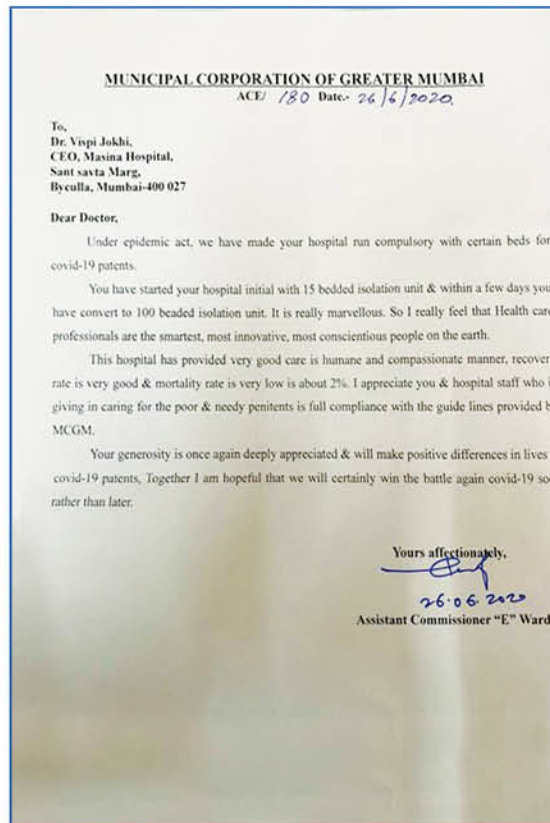 MUNICIPAL CORPORATION OF GREATER MUMBAI
ACE/ 180 Date.- 26/6/2020.
To,
Dr. Vispi Jokhi,
CEO, Masina Hospital,
Sant savta Marg,
Byculla, Mumbai-400 027
Dear Doctor,
Under epidemic act, we have made your hospital run compulsory with certain beds for
covid-19 patents.
You have started your hospital initial with 15 bedded isolation unit & within a few days you
have convert to 100 beaded isolation unit. It is really marvellous. So I really feel that Health care
professionals are the smartest, most innovative, most conscientious people on the earth.
This hospital has provided very good care is humane and compassionate manner, recover
rate is very good & mortality rate is very low is about 2%. I appreciate you & hospital staff who i
giving in caring for the poor & needy penitents is full compliance with the guide lines provided b
MCGM.
Your generosity is once again deeply appreciated & will make positive differences in lives
covid-19 patents, Together I am hopeful that we will certainly win the battle again covid-19 soo
rather than later.
Yours affectionately,
26.06.2020
Assistant Commissioner "E" Ward